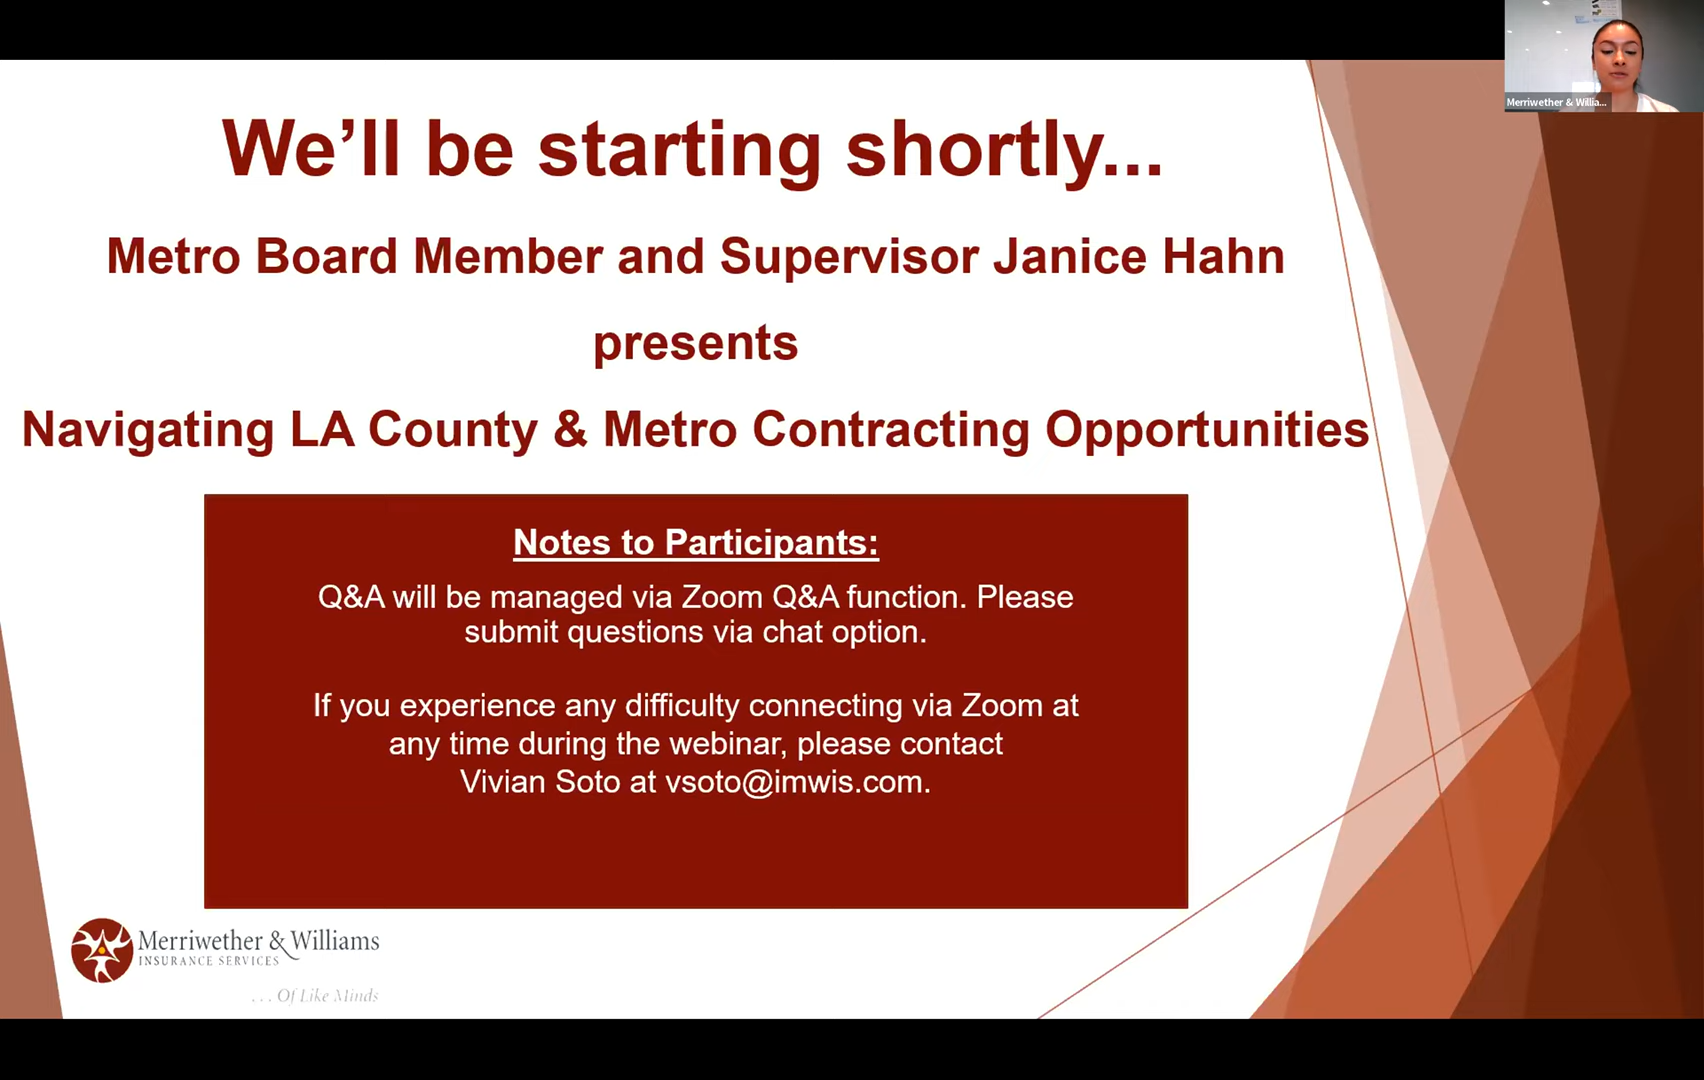 Merriwether & Willia...
We’ll be starting shortly...
Metro Board Member and Supervisor Janice Hahn
presents
Navigating LA County & Metro Contracting Opportunities
Notes to Participants:
Q&A will be managed via Zoom Q&A function. Please
submit questions via chat option.
If you experience any difficulty connecting via Zoom at
any time during the webinar, please contact
Vivian Soto at vsoto@imwis.com.
Merriwether & Williams
INSURANCE SERVICES
. . . Of Like Minds